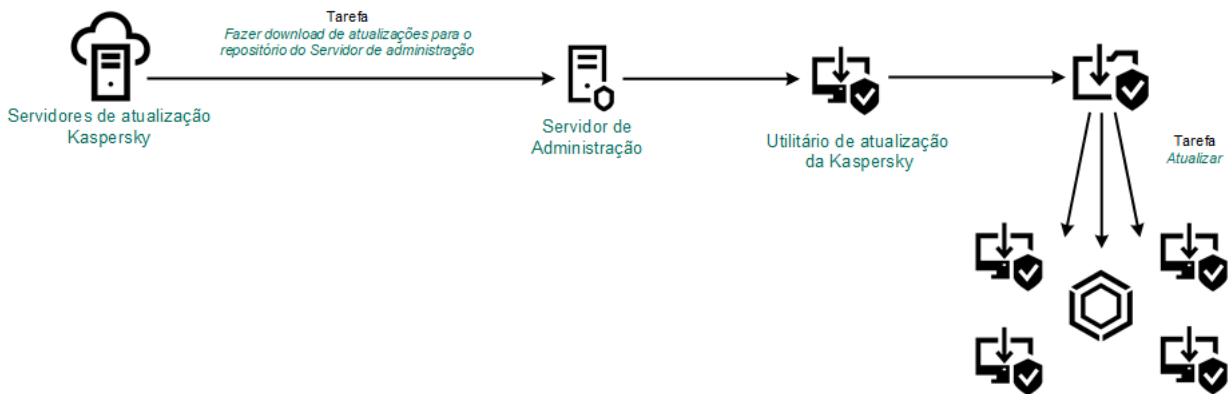 Tarefa
Fazer download de atualizações para o
repositório do Servidor de administração
Servidores de atualização
Kaspersky
Servidor de
Administração
Utilitário de atualização
da Kaspersky
Tarefa
Atualizar